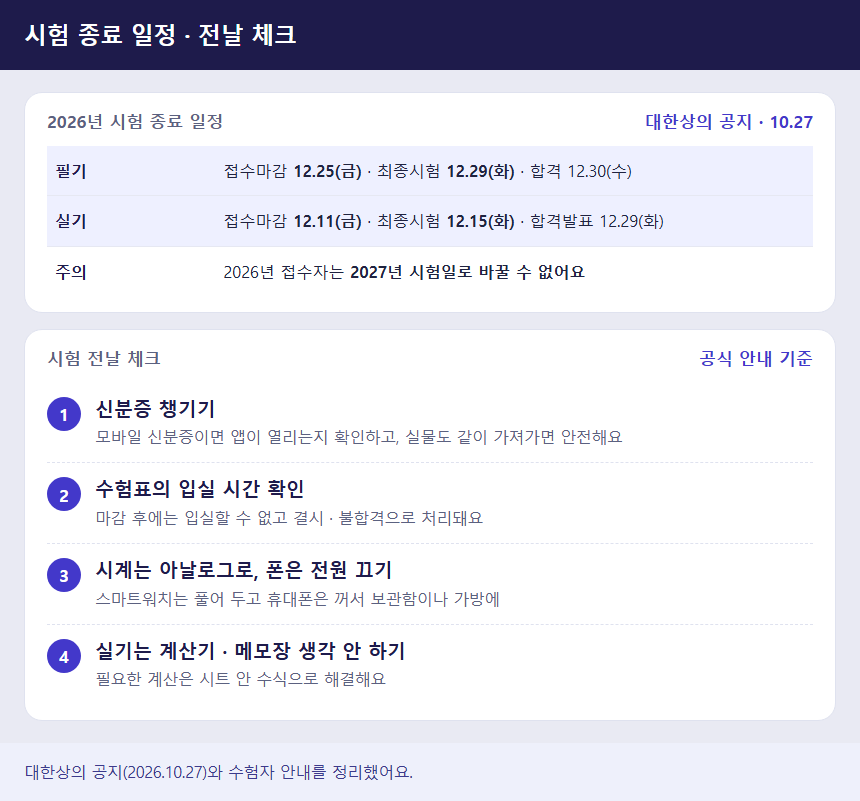 시험 종료 일정 · 전날 체크
2026년 시험 종료 일정
대한상의 공지 · 10.27
필기 접수마감 12.25(금) · 최종시험 12.29(화) · 합격 12.30(수)
실기 접수마감 12.11(금) · 최종시험 12.15(화) · 합격발표 12.29(화)
주의 2026년 접수자는 2027년 시험일로 바꿀 수 없어요
시험 전날 체크
공식 안내 기준
1 신분증 챙기기
모바일 신분증이면 앱이 열리는지 확인하고, 실물도 같이 가져가면 안전해요
2 수험표의 입실 시간 확인
마감 후에는 입실할 수 없고 결시 · 불합격으로 처리돼요
3 시계는 아날로그로, 폰은 전원 끄기
스마트워치는 풀어 두고 휴대폰은 꺼서 보관함이나 가방에
4 실기는 계산기 · 메모장 생각 안 하기
필요한 계산은 시트 안 수식으로 해결해요
대한상의 공지(2026.10.27)와 수험자 안내를 정리했어요.